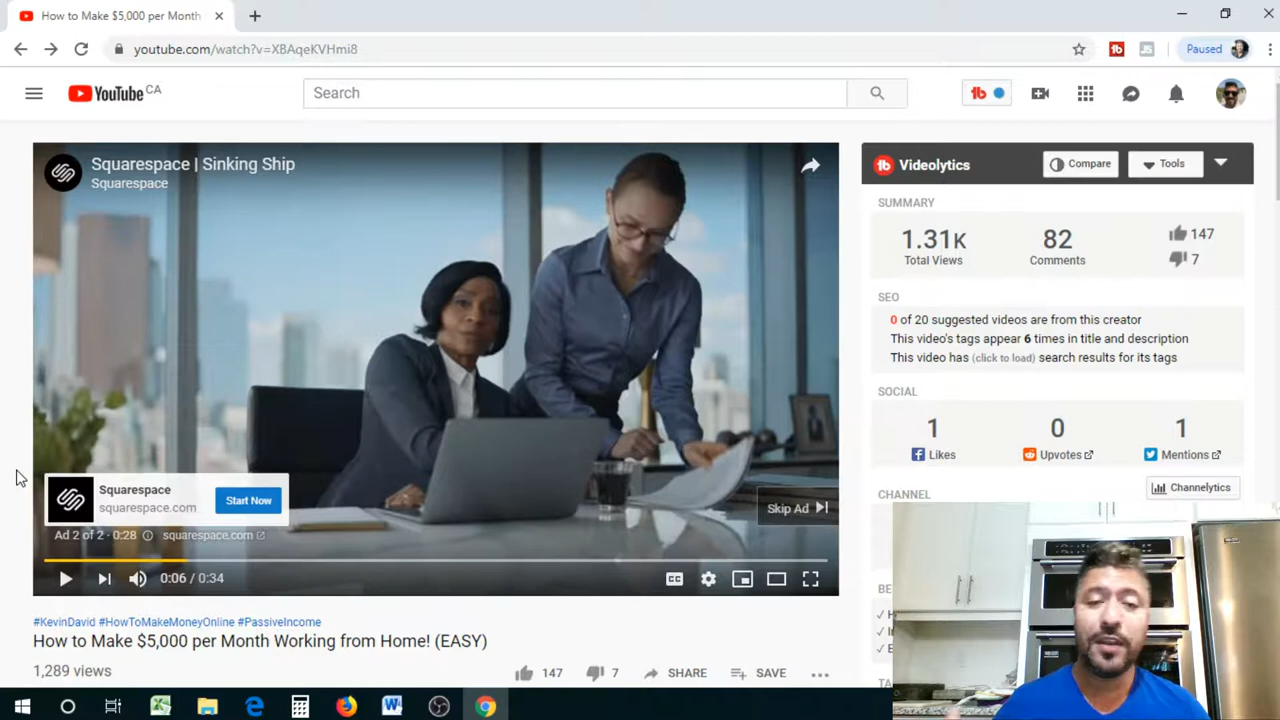 How to Make $5,000 per Month
youtube.com/watch?v=XBAqeKVHmi8
Paused
YouTube CA
Search
Squarespace | Sinking Ship
Squarespace
Squarespace
squarespace.com
Start Now
Ad 2 of 2 · 0:28 squarespace.com
Skip Ad
0:06 / 0:34
CC
#KevinDavid #HowToMakeMoneyOnline #PassiveIncome
How to Make $5,000 per Month Working from Home! (EASY)
1,289 views
147 7 SHARE SAVE
Videolytics Compare Tools
SUMMARY
1.31K 82 147
Total Views Comments 7
SEO
0 of 20 suggested videos are from this creator
This video's tags appear 6 times in title and description
This video has (click to load) search results for its tags
SOCIAL
1 0 1
Likes Upvotes Mentions
CHANNEL Channelytics